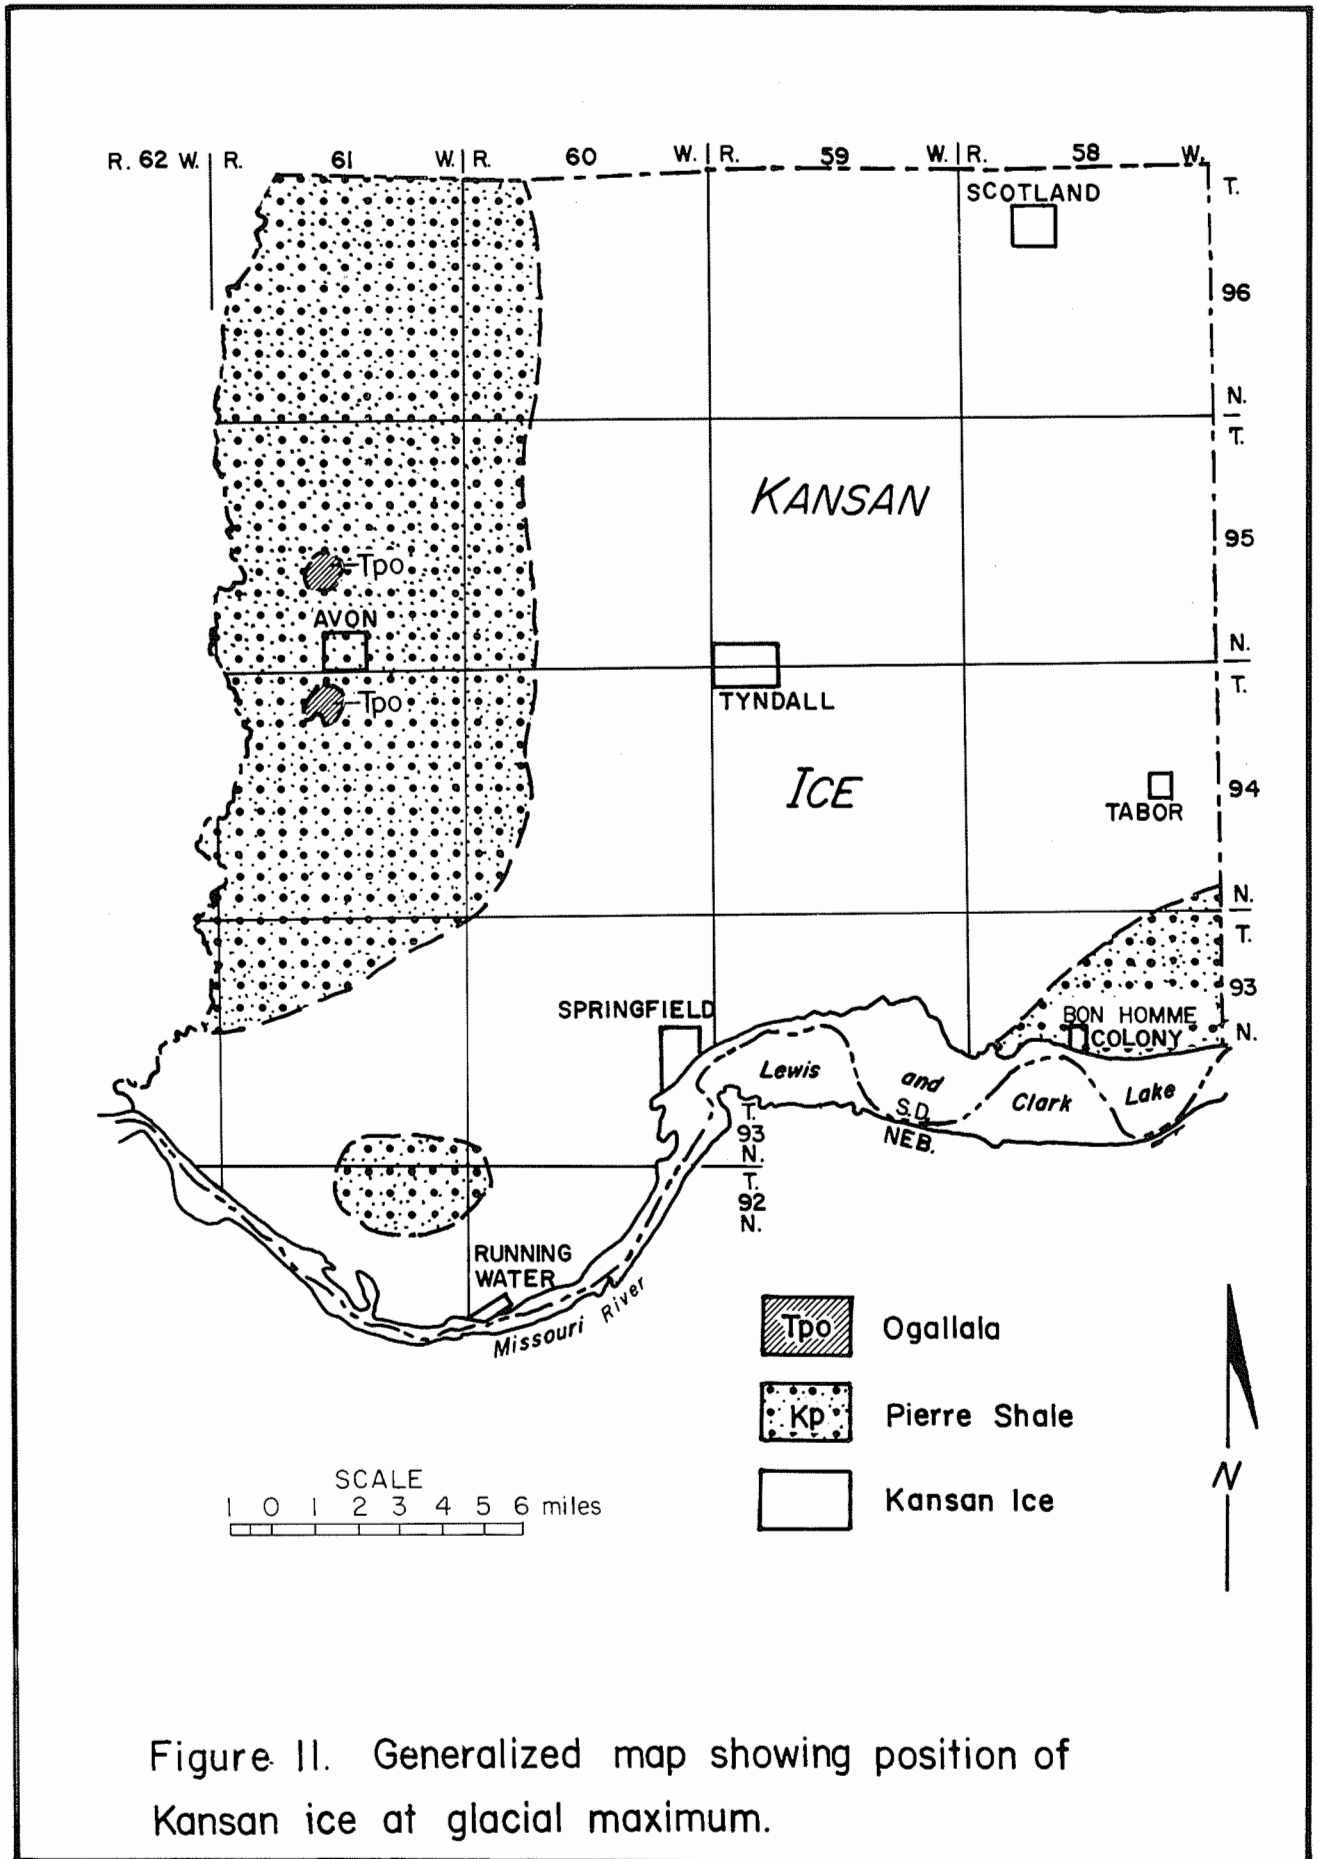 R. 62 W. R. 61 W. R. 60 W. R. 59 W. R. 58 W.
SCOTLAND
T.
96
N.
T.
KANSAN
95
Tpo
AVON
N.
T.
Tpo
TYNDALL
ICE
94
TABOR
N.
T.
93
N.
SPRINGFIELD
BON HOMME
COLONY
Lewis and Clark Lake
S.D.
NEB.
T.
93
N.
T.
92
N.
RUNNING
WATER
Missouri River
Tpo Ogallala
Kp Pierre Shale
Kansan Ice
N
SCALE
1 0 1 2 3 4 5 6 miles
Figure 11. Generalized map showing position of
Kansan ice at glacial maximum.